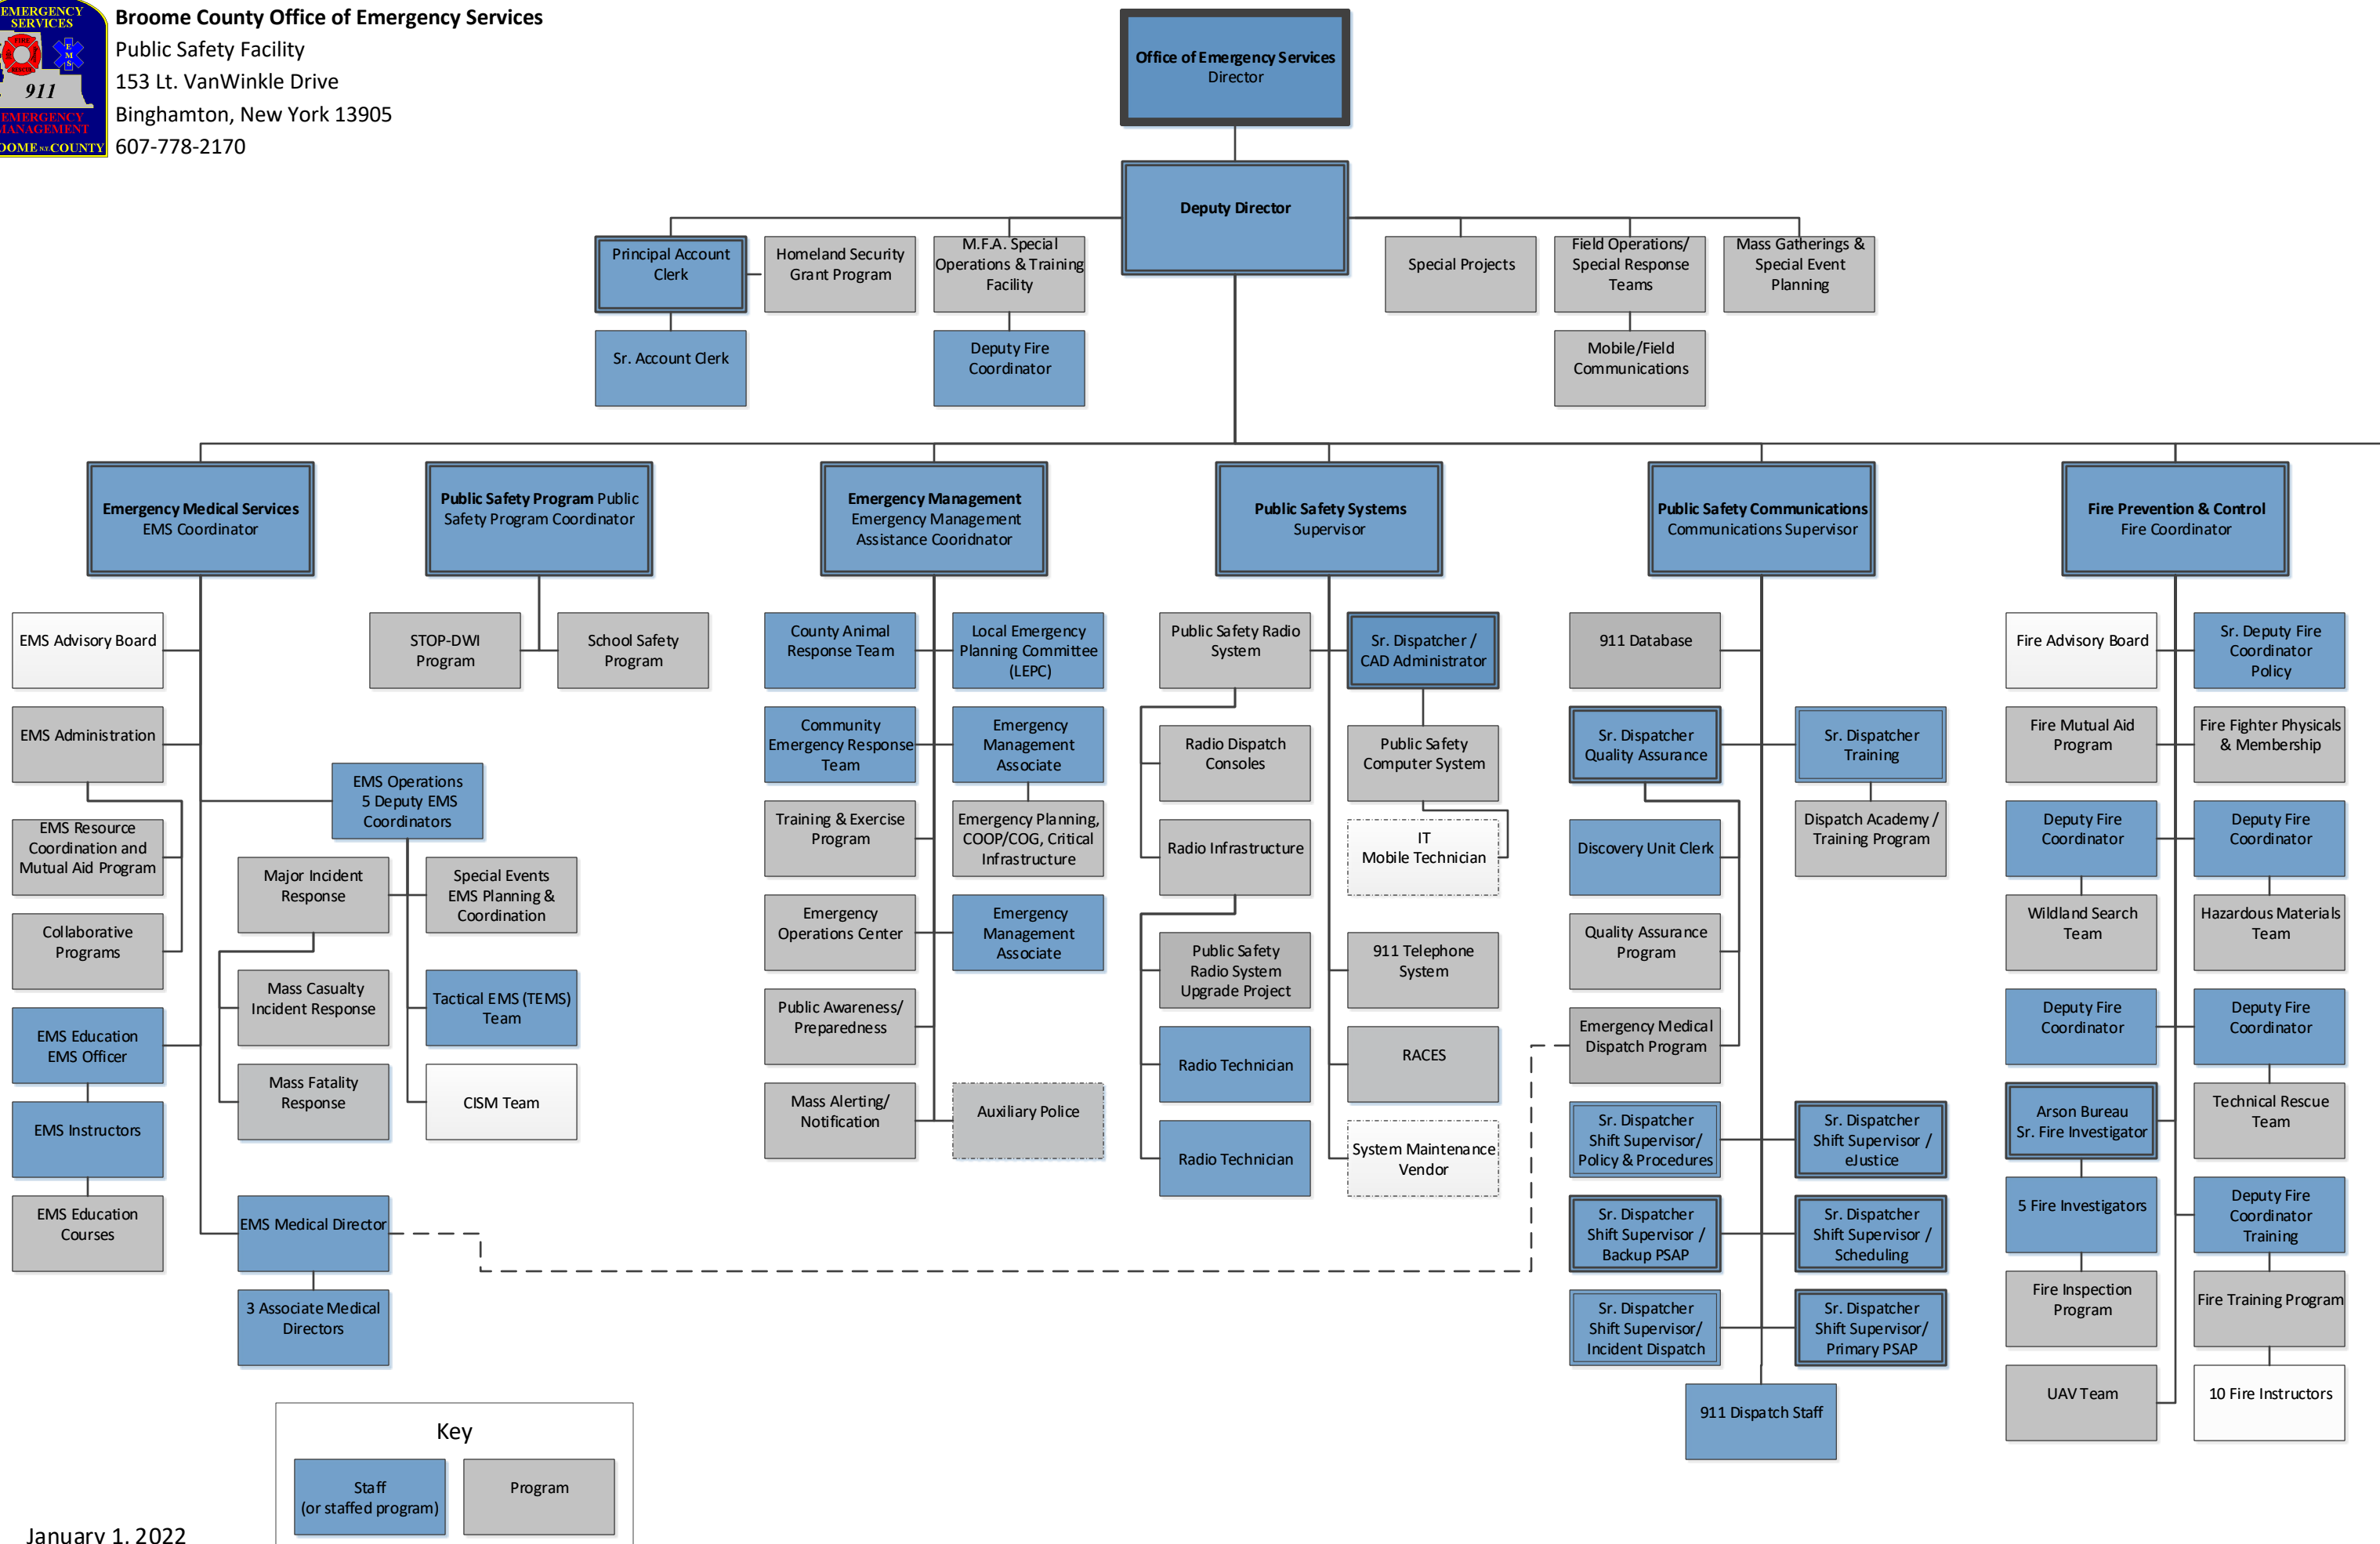 EMERGENCY
SERVICES
FIRE
RESCUE
EMS
911
EMERGENCY
MANAGEMENT
OOME N.Y. COUNTY
Broome County Office of Emergency Services
Public Safety Facility
153 Lt. VanWinkle Drive
Binghamton, New York 13905
607-778-2170
Office of Emergency Services
Director
Deputy Director
Principal Account
Clerk
Homeland Security
Grant Program
M.F.A. Special
Operations & Training
Facility
Special Projects
Field Operations/
Special Response
Teams
Mass Gatherings &
Special Event
Planning
Sr. Account Clerk
Deputy Fire
Coordinator
Mobile/Field
Communications
Emergency Medical Services
EMS Coordinator
Public Safety Program Public
Safety Program Coordinator
Emergency Management
Emergency Management
Assistance Cooridnator
Public Safety Systems
Supervisor
Public Safety Communications
Communications Supervisor
Fire Prevention & Control
Fire Coordinator
EMS Advisory Board
EMS Administration
EMS Resource
Coordination and
Mutual Aid Program
Collaborative
Programs
EMS Education
EMS Officer
EMS Instructors
EMS Education
Courses
EMS Operations
5 Deputy EMS
Coordinators
Major Incident
Response
Special Events
EMS Planning &
Coordination
Mass Casualty
Incident Response
Tactical EMS (TEMS)
Team
Mass Fatality
Response
CISM Team
EMS Medical Director
3 Associate Medical
Directors
STOP-DWI
Program
School Safety
Program
County Animal
Response Team
Local Emergency
Planning Committee
(LEPC)
Community
Emergency Response
Team
Emergency
Management
Associate
Training & Exercise
Program
Emergency Planning,
COOP/COG, Critical
Infrastructure
Emergency
Operations Center
Emergency
Management
Associate
Public Awareness/
Preparedness
Mass Alerting/
Notification
Auxiliary Police
Public Safety Radio
System
Sr. Dispatcher /
CAD Administrator
Radio Dispatch
Consoles
Public Safety
Computer System
Radio Infrastructure
IT
Mobile Technician
Public Safety
Radio System
Upgrade Project
911 Telephone
System
Radio Technician
RACES
Radio Technician
System Maintenance
Vendor
911 Database
Sr. Dispatcher
Quality Assurance
Sr. Dispatcher
Training
Discovery Unit Clerk
Dispatch Academy /
Training Program
Quality Assurance
Program
Emergency Medical
Dispatch Program
Sr. Dispatcher
Shift Supervisor/
Policy & Procedures
Sr. Dispatcher
Shift Supervisor /
eJustice
Sr. Dispatcher
Shift Supervisor /
Backup PSAP
Sr. Dispatcher
Shift Supervisor /
Scheduling
Sr. Dispatcher
Shift Supervisor/
Incident Dispatch
Sr. Dispatcher
Shift Supervisor/
Primary PSAP
911 Dispatch Staff
Fire Advisory Board
Sr. Deputy Fire
Coordinator
Policy
Fire Mutual Aid
Program
Fire Fighter Physicals
& Membership
Deputy Fire
Coordinator
Deputy Fire
Coordinator
Wildland Search
Team
Hazardous Materials
Team
Deputy Fire
Coordinator
Deputy Fire
Coordinator
Arson Bureau
Sr. Fire Investigator
Technical Rescue
Team
5 Fire Investigators
Deputy Fire
Coordinator
Training
Fire Inspection
Program
Fire Training Program
UAV Team
10 Fire Instructors
Key
Staff
(or staffed program)
Program
January 1, 2022